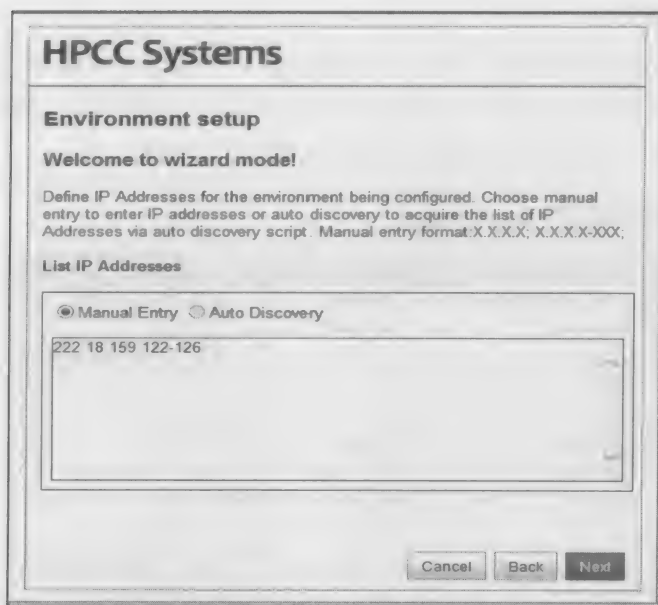 HPCC Systems
Environment setup
Welcome to wizard mode!
Define IP Addresses for the environment being configured. Choose manual
entry to enter IP addresses or auto discovery to acquire the list of IP
Addresses via auto discovery script. Manual entry format:X.X.X.X; X.X.X.X-XXX;
List IP Addresses
Manual Entry Auto Discovery
222 18 159 122-126
Cancel Back Next